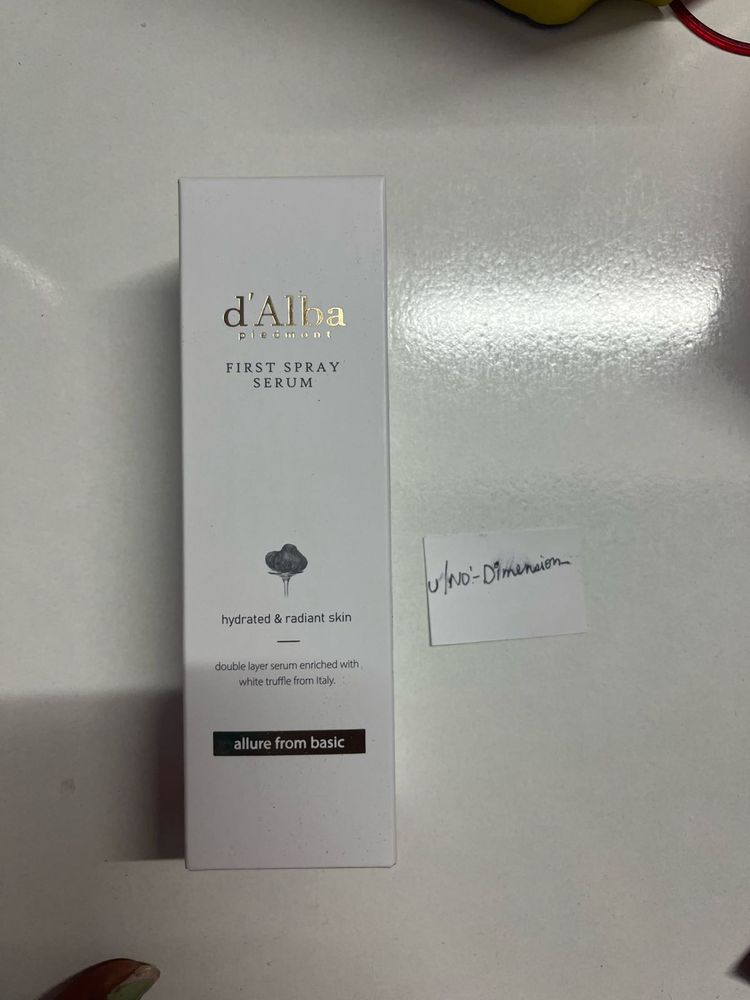 d'Alba
piedmont
FIRST SPRAY
SERUM
hydrated & radiant skin
double layer serum enriched with
white truffle from Italy.
allure from basic
u/No-Dimension